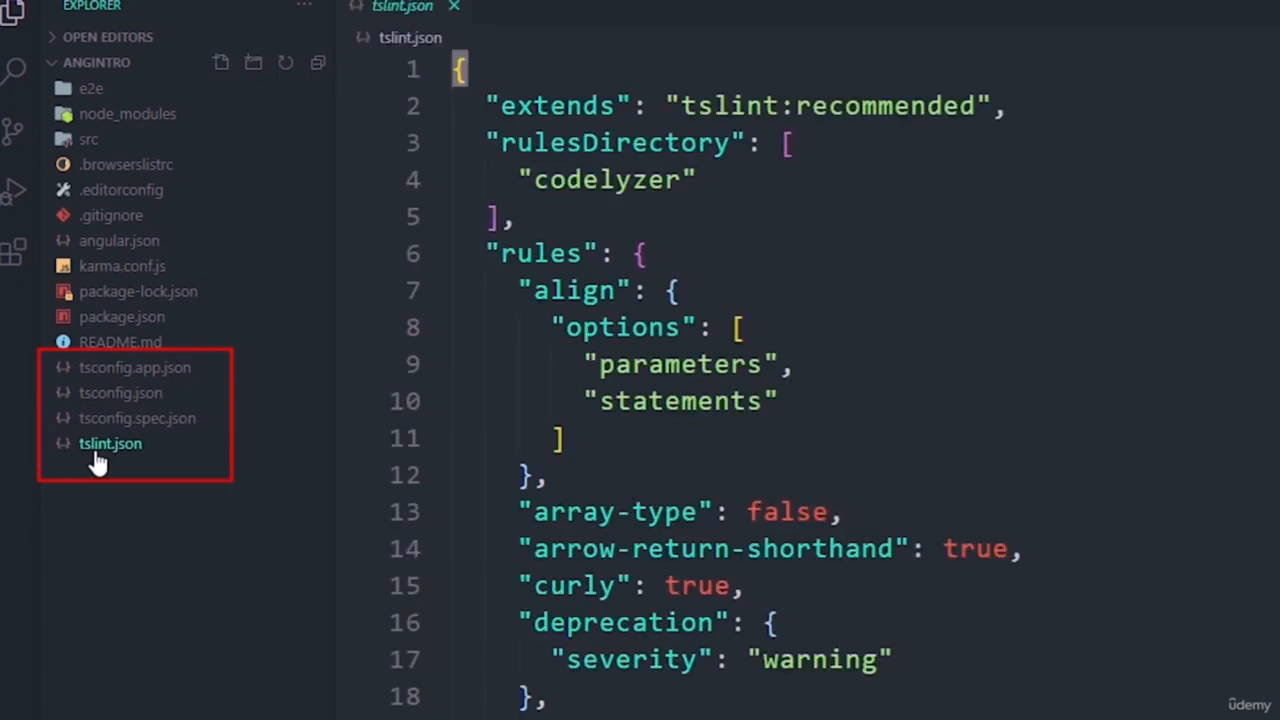 EXPLORER
tslint.json
OPEN EDITORS
ANGINTRO
e2e
node_modules
src
.browserslistrc
.editorconfig
.gitignore
angular.json
karma.conf.js
package-lock.json
package.json
README.md
tsconfig.app.json
tsconfig.json
tsconfig.spec.json
tslint.json
tslint.json
1 {
2 "extends": "tslint:recommended",
3 "rulesDirectory": [
4 "codelyzer"
5 ],
6 "rules": {
7 "align": {
8 "options": [
9 "parameters",
10 "statements"
11 ]
12 },
13 "array-type": false,
14 "arrow-return-shorthand": true,
15 "curly": true,
16 "deprecation": {
17 "severity": "warning"
18 },
JS
ûdemy